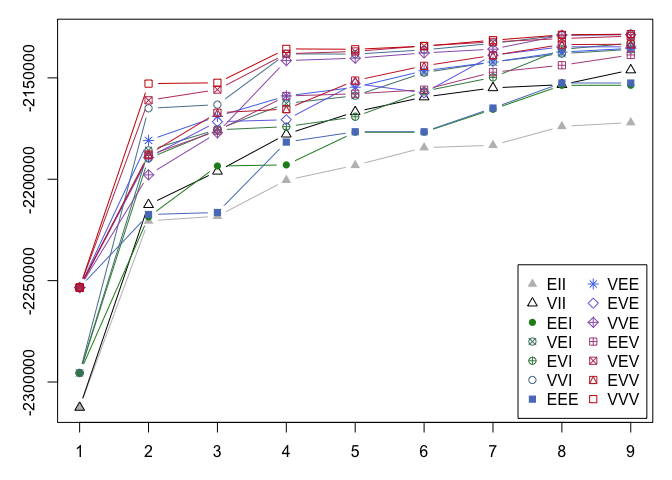 -2150000
-2200000
-2250000
-2300000
1 2 3 4 5 6 7 8 9
EII VEE
VII EVE
EEI VVE
VEI EEV
EVI VEV
VVI EVV
EEE VVV